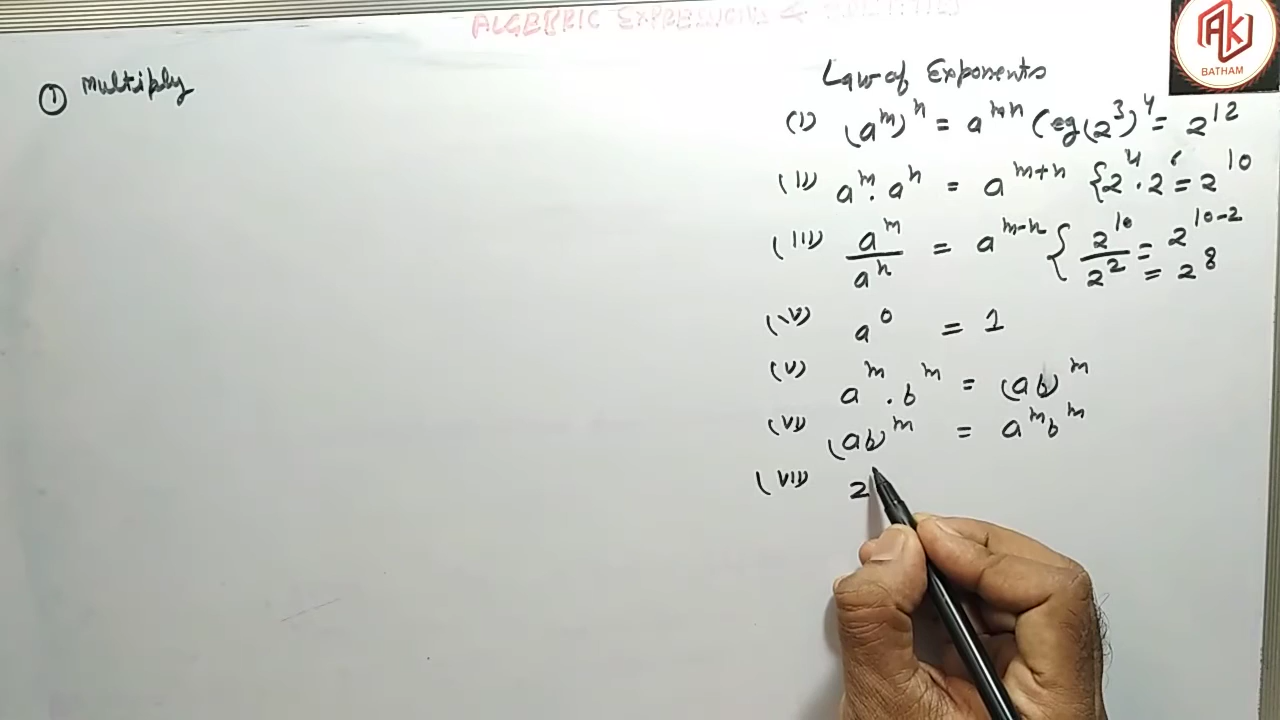 ALGEBRIC EXPRESSIONS &
AK
BATHAM
① Multiply
Law of Exponents
(i) (a^m)^n = a^{mn} (eg (2^3)^4 = 2^12
(ii) a^m . a^n = a^{m+n} {2^4 . 2^6 = 2^10
(iii) a^m / a^n = a^{m-n} { 2^10 / 2^2 = 2^{10-2}
= 2^8
(iv) a^0 = 1
(v) a^m . b^m = (ab)^m
(vi) (ab)^m = a^m b^m
(vii) 2